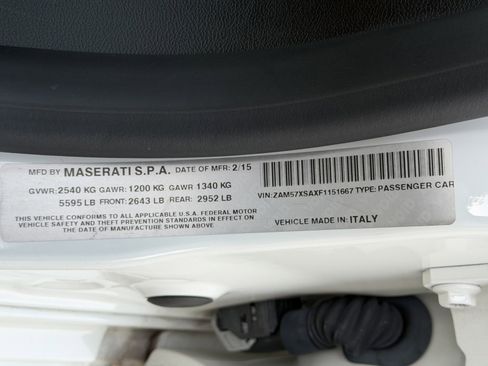 MFD BY MASERATI S.P.A. DATE OF MFR: 2/15
GVWR: 2540 KG GAWR: 1200 KG GAWR 1340 KG
5595 LB FRONT: 2643 LB REAR: 2952 LB
THIS VEHICLE CONFORMS TO ALL APPLICABLE U.S.A. FEDERAL MOTOR
VEHICLE SAFETY AND THEFT PREVENTION STANDARDS IN EFFECT ON
THE DATE OF MANUFACTURE SHOWN ABOVE
VIN: ZAM57XSAXF1151667 TYPE: PASSENGER CAR
VEHICLE MADE IN: ITALY